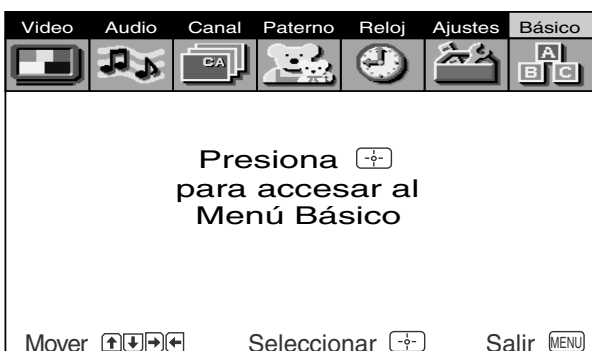 Video Audio Canal Paterno Reloj Ajustes Básico
CA A B C
Presiona
para accesar al
Menú Básico
Mover Seleccionar Salir MENU